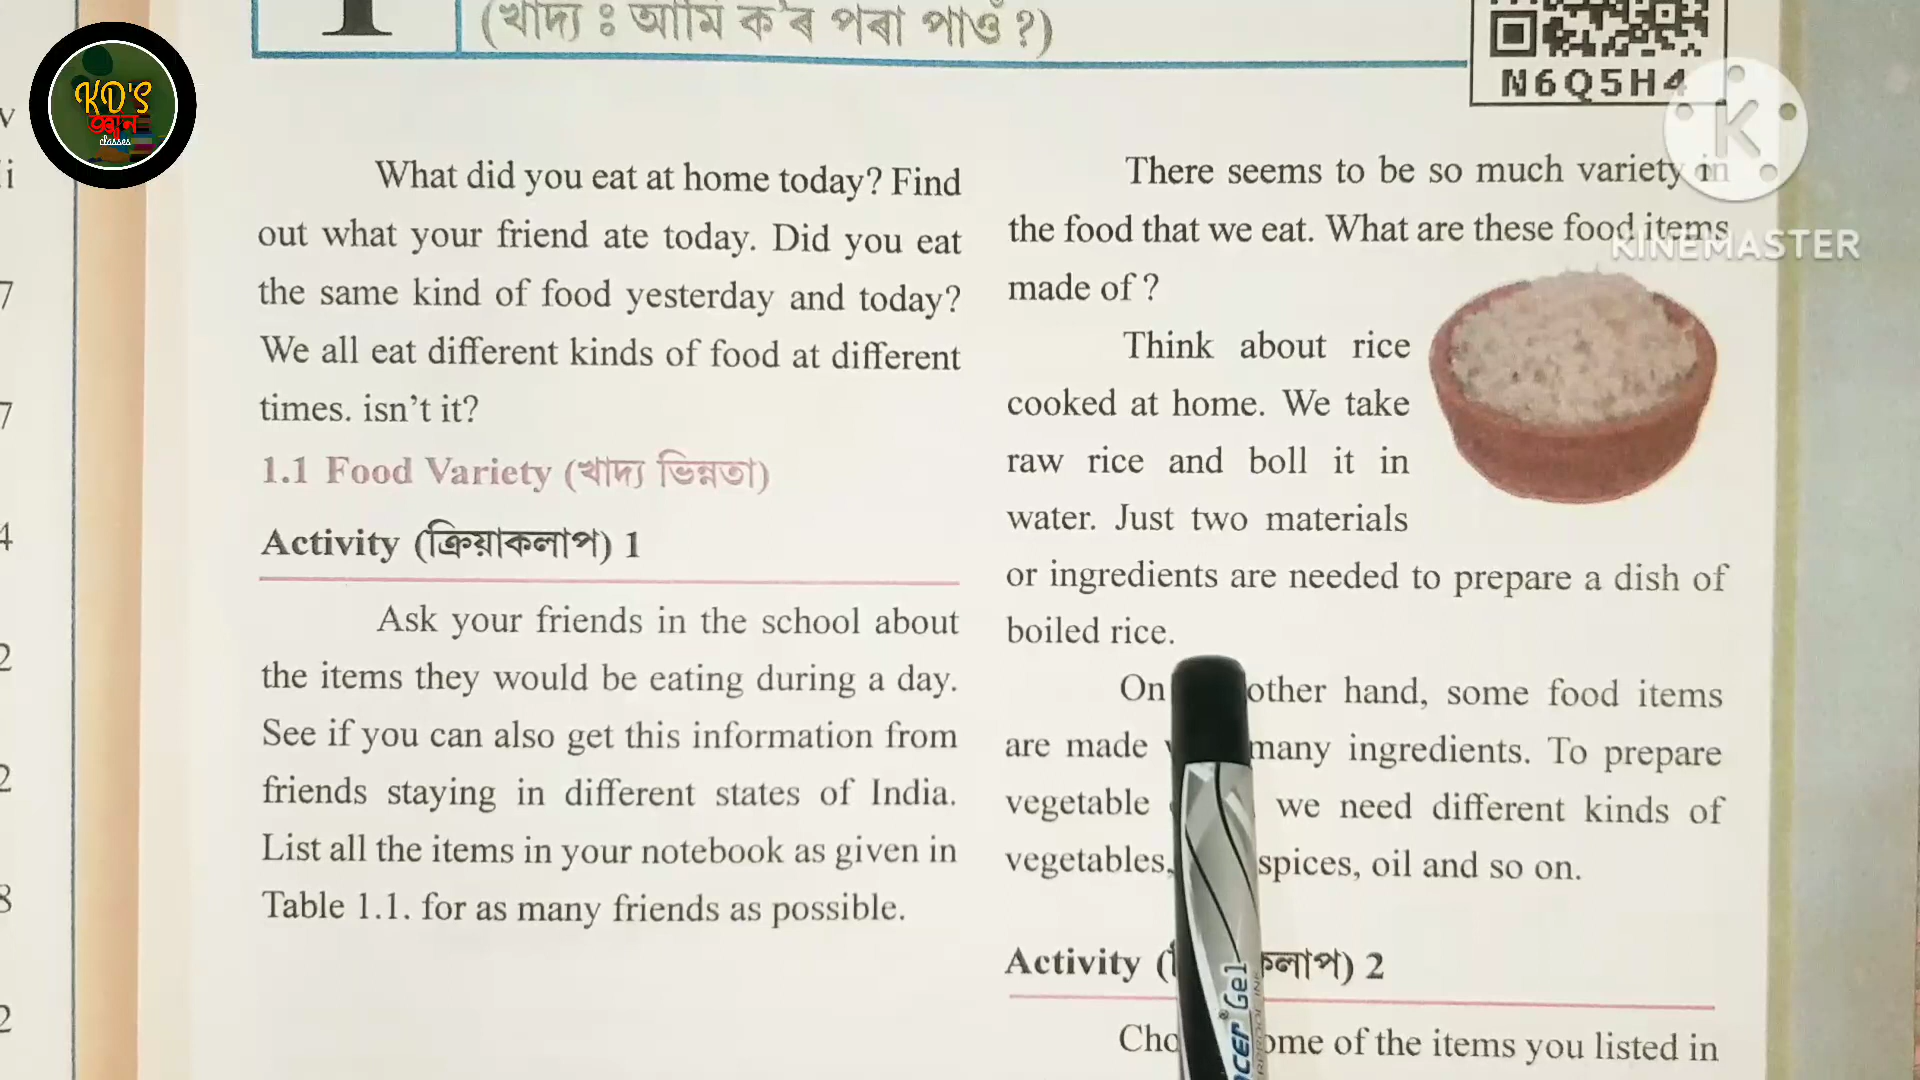 (খাদ্য ঃ আমি ক'ৰ পৰা পাওঁ ?)
N6Q5H4
KD'S
জ্ঞান
classes
KINEMASTER
What did you eat at home today? Find
out what your friend ate today. Did you eat
the same kind of food yesterday and today?
We all eat different kinds of food at different
times. isn't it?
1.1 Food Variety (খাদ্য ভিন্নতা)
Activity (ক্ৰিয়াকলাপ) 1
Ask your friends in the school about
the items they would be eating during a day.
See if you can also get this information from
friends staying in different states of India.
List all the items in your notebook as given in
Table 1.1. for as many friends as possible.
There seems to be so much variety in
the food that we eat. What are these food items
made of ?
Think about rice
cooked at home. We take
raw rice and boll it in
water. Just two materials
or ingredients are needed to prepare a dish of
boiled rice.
On other hand, some food items
are made many ingredients. To prepare
vegetable we need different kinds of
vegetables, spices, oil and so on.
Activity 2
of the items you listed in
Gel